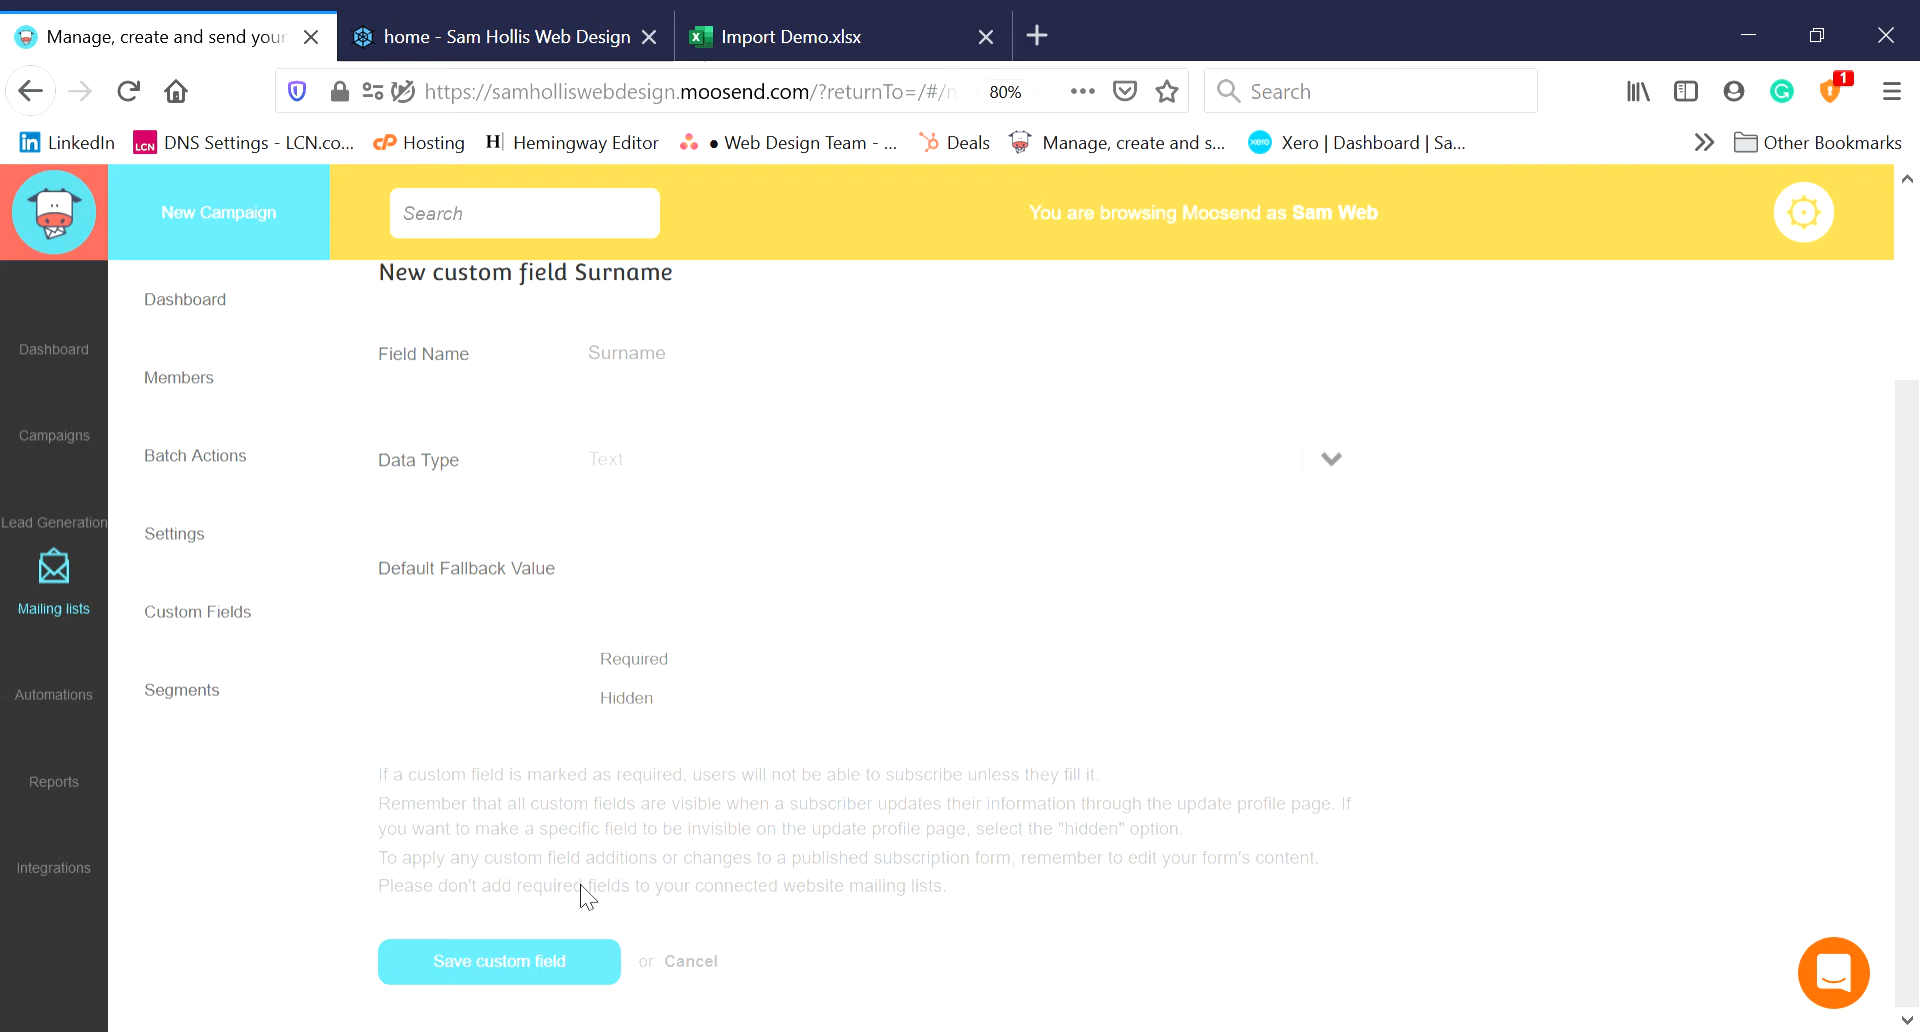 Manage, create and send your
home - Sam Hollis Web Design
Import Demo.xlsx
https://samholliswebdesign.moosend.com/?returnTo=/#/
80%
Search
1
LinkedIn
LCN
DNS Settings - LCN.co...
Hosting
Hemingway Editor
● Web Design Team - ...
Deals
Manage, create and s...
xero
Xero | Dashboard | Sa...
Other Bookmarks
New Campaign
Search
You are browsing Moosend as Sam Web
New custom field Surname
Dashboard
Members
Batch Actions
Settings
Custom Fields
Segments
Dashboard
Campaigns
Lead Generation
Mailing lists
Automations
Reports
Integrations
Field Name
Surname
Data Type
Text
Default Fallback Value
Required
Hidden
If a custom field is marked as required, users will not be able to subscribe unless they fill it.
Remember that all custom fields are visible when a subscriber updates their information through the update profile page. If
you want to make a specific field to be invisible on the update profile page, select the "hidden" option.
To apply any custom field additions or changes to a published subscription form, remember to edit your form's content.
Please don't add required fields to your connected website mailing lists.
Save custom field
or Cancel